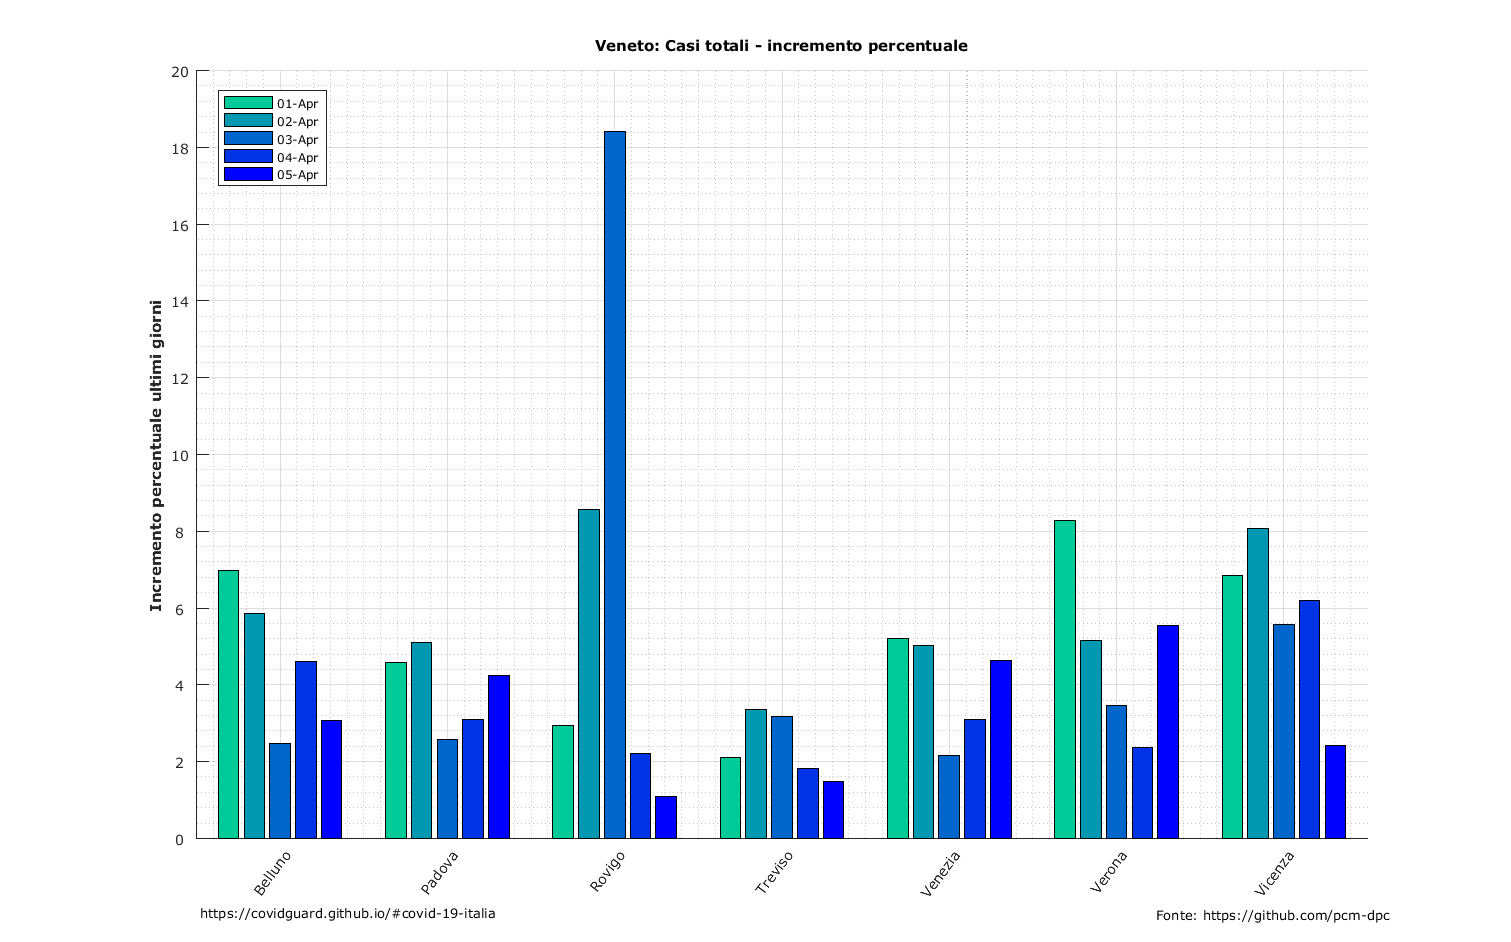 Veneto: Casi totali - incremento percentuale
20
18
16
14
12
10
8
6
4
2
0
Incremento percentuale ultimi giorni
01-Apr
02-Apr
03-Apr
04-Apr
05-Apr
Belluno
Padova
Rovigo
Treviso
Venezia
Verona
Vicenza
https://covidguard.github.io/#covid-19-italia
Fonte: https://github.com/pcm-dpc